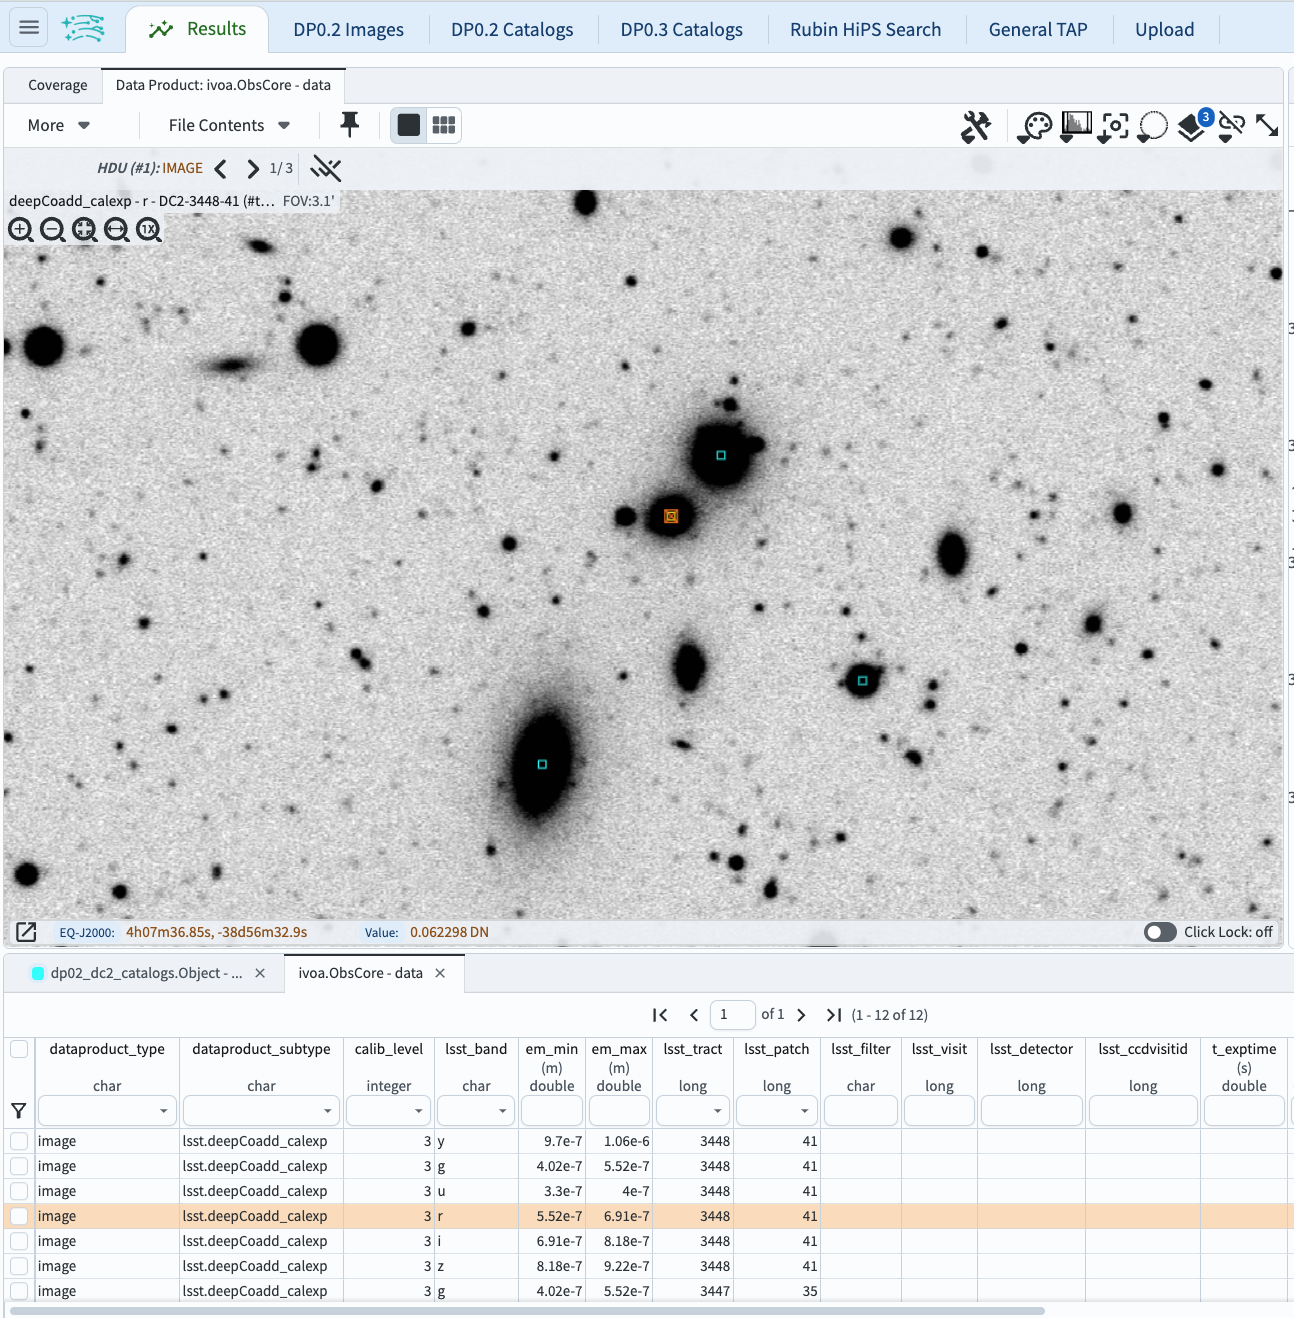 Results DP0.2 Images DP0.2 Catalogs DP0.3 Catalogs Rubin HiPS Search General TAP Upload
Coverage Data Product: ivoa.ObsCore - data
More File Contents 3
HDU (#1): IMAGE 1/ 3
deepCoadd_calexp - r - DC2-3448-41 (#t... FOV:3.1'
1X
EQ-J2000: 4h07m36.85s, -38d56m32.9s Value: 0.062298 DN Click Lock: off
dp02_dc2_catalogs.Object - ... × ivoa.ObsCore - data ×
1 of 1 (1 - 12 of 12)
dataproduct_type dataproduct_subtype calib_level lsst_band em_min em_max lsst_tract lsst_patch lsst_filter lsst_visit lsst_detector lsst_ccdvisitid t_exptime
(m) (m) (s)
char char integer char double double long long char long long long double
image lsst.deepCoadd_calexp 3 y 9.7e-7 1.06e-6 3448 41
image lsst.deepCoadd_calexp 3 g 4.02e-7 5.52e-7 3448 41
image lsst.deepCoadd_calexp 3 u 3.3e-7 4e-7 3448 41
image lsst.deepCoadd_calexp 3 r 5.52e-7 6.91e-7 3448 41
image lsst.deepCoadd_calexp 3 i 6.91e-7 8.18e-7 3448 41
image lsst.deepCoadd_calexp 3 z 8.18e-7 9.22e-7 3448 41
image lsst.deepCoadd_calexp 3 g 4.02e-7 5.52e-7 3447 35